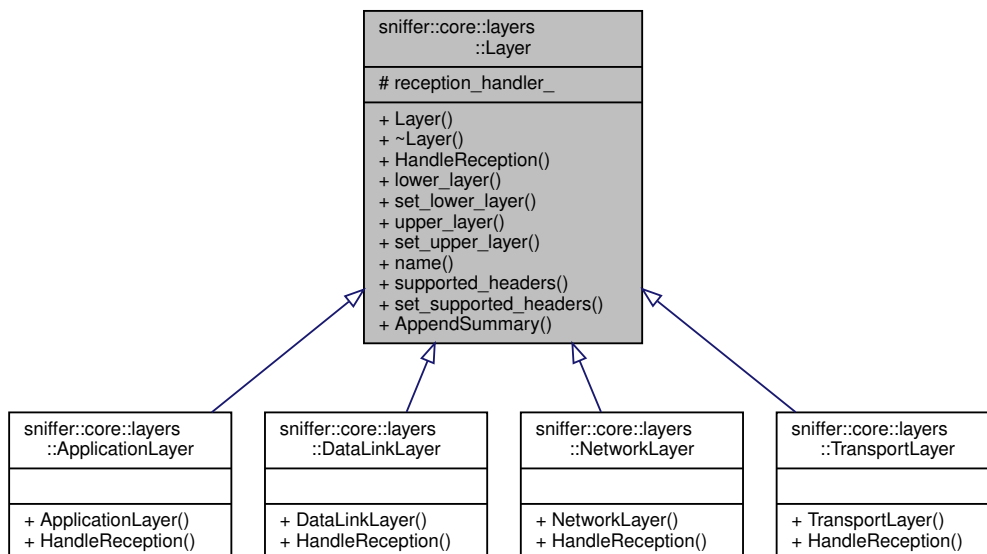 sniffer::core::layers
::Layer
# reception_handler_
+ Layer()
+ ~Layer()
+ HandleReception()
+ lower_layer()
+ set_lower_layer()
+ upper_layer()
+ set_upper_layer()
+ name()
+ supported_headers()
+ set_supported_headers()
+ AppendSummary()
sniffer::core::layers
::ApplicationLayer
+ ApplicationLayer()
+ HandleReception()
sniffer::core::layers
::DataLinkLayer
+ DataLinkLayer()
+ HandleReception()
sniffer::core::layers
::NetworkLayer
+ NetworkLayer()
+ HandleReception()
sniffer::core::layers
::TransportLayer
+ TransportLayer()
+ HandleReception()